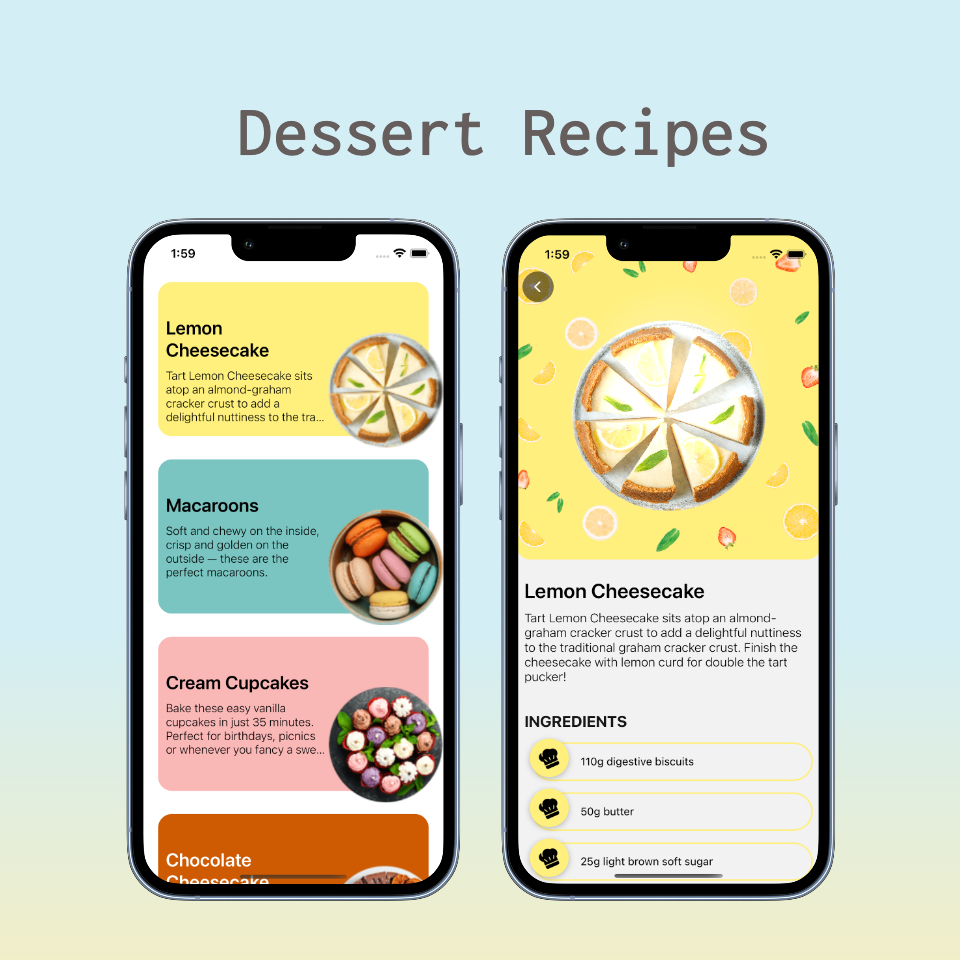 Dessert Recipes
1:59
Lemon
Cheesecake
Tart Lemon Cheesecake sits
atop an almond-graham
cracker crust to add a
delightful nuttiness to the tra...
Macaroons
Soft and chewy on the inside,
crisp and golden on the
outside — these are the
perfect macaroons.
Cream Cupcakes
Bake these easy vanilla
cupcakes in just 35 minutes.
Perfect for birthdays, picnics
or whenever you fancy a swe...
Chocolate
Cheesecake
1:59
Lemon Cheesecake
Tart Lemon Cheesecake sits atop an almond-
graham cracker crust to add a delightful nuttiness
to the traditional graham cracker crust. Finish the
cheesecake with lemon curd for double the tart
pucker!
INGREDIENTS
110g digestive biscuits
50g butter
25g light brown soft sugar